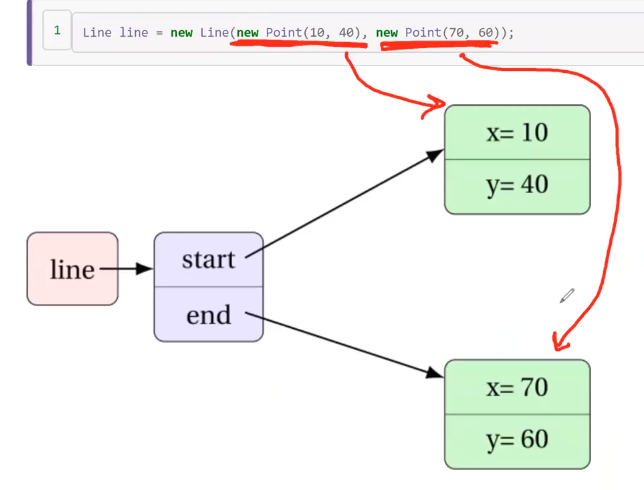 1 Line line = new Line(new Point(10, 40), new Point(70, 60));
x= 10
y= 40
line
start
end
x= 70
y= 60